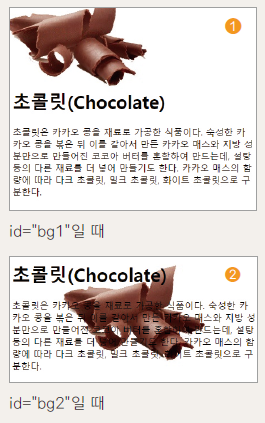 1
초콜릿(Chocolate)
초콜릿은 카카오 콩을 재료로 가공한 식품이다. 숙성한 카
카오 콩을 볶은 뒤 이를 갈아서 만든 카카오 매스와 지방 성
분만으로 만들어진 코코아 버터를 혼합하여 만드는데, 설탕
등의 다른 재료를 더 넣어 만들기도 한다. 카카오 매스의 함
량에 따라 다크 초콜릿, 밀크 초콜릿, 화이트 초콜릿으로 구
분한다.
id="bg1"일 때
초콜릿(Chocolate)
2
초콜릿은 카카오 콩을 재료로 가공한 식품이다. 숙성한 카
카오 콩을 볶은 뒤 이를 갈아서 만든 카카오 매스와 지방 성
분만으로 만들어진 코코아 버터를 혼합하여 만드는데, 설탕
등의 다른 재료를 더 넣어 만들기도 한다. 카카오 매스의 함
량에 따라 다크 초콜릿, 밀크 초콜릿, 화이트 초콜릿으로 구
분한다.
id="bg2"일 때